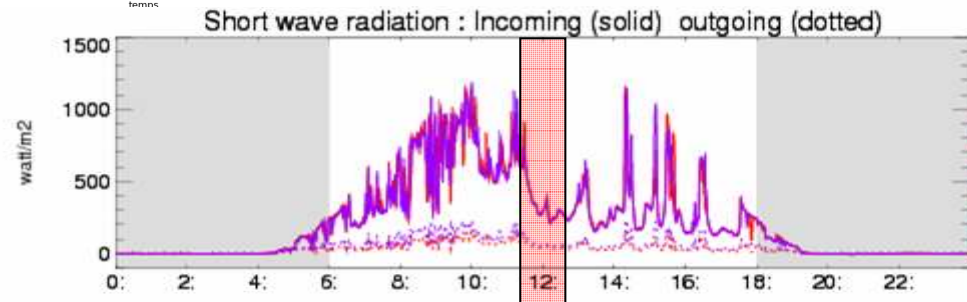 temps
Short wave radiation : Incoming (solid) outgoing (dotted)
1500
1000
500
0
watt/m2
0: 2: 4: 6: 8: 10: 12: 14: 16: 18: 20: 22: